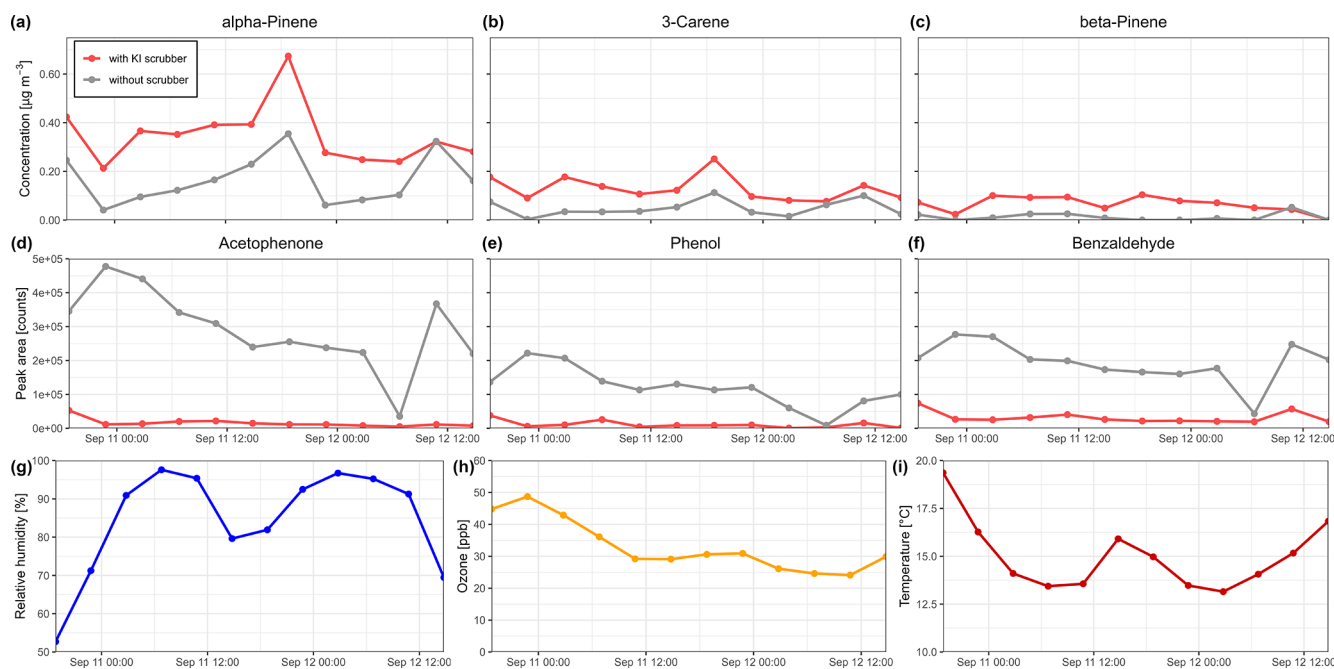 (a) alpha-Pinene (b) 3-Carene (c) beta-Pinene
Concentration [µg m⁻³]
0.60
0.40
0.20
0.00
with KI scrubber
without scrubber
(d) Acetophenone (e) Phenol (f) Benzaldehyde
Peak area [counts]
5e+05
4e+05
3e+05
2e+05
1e+05
0e+00
Sep 11 00:00 Sep 11 12:00 Sep 12 00:00 Sep 12 12:00
Sep 11 00:00 Sep 11 12:00 Sep 12 00:00 Sep 12 12:00
Sep 11 00:00 Sep 11 12:00 Sep 12 00:00 Sep 12 12:00
(g)
Relative humidity [%]
100
90
80
70
60
50
Sep 11 00:00 Sep 11 12:00 Sep 12 00:00 Sep 12 12:00
(h)
Ozone [ppb]
60
50
40
30
20
10
0
Sep 11 00:00 Sep 11 12:00 Sep 12 00:00 Sep 12 12:00
(i)
Temperature [°C]
20.0
17.5
15.0
12.5
10.0
Sep 11 00:00 Sep 11 12:00 Sep 12 00:00 Sep 12 12:00